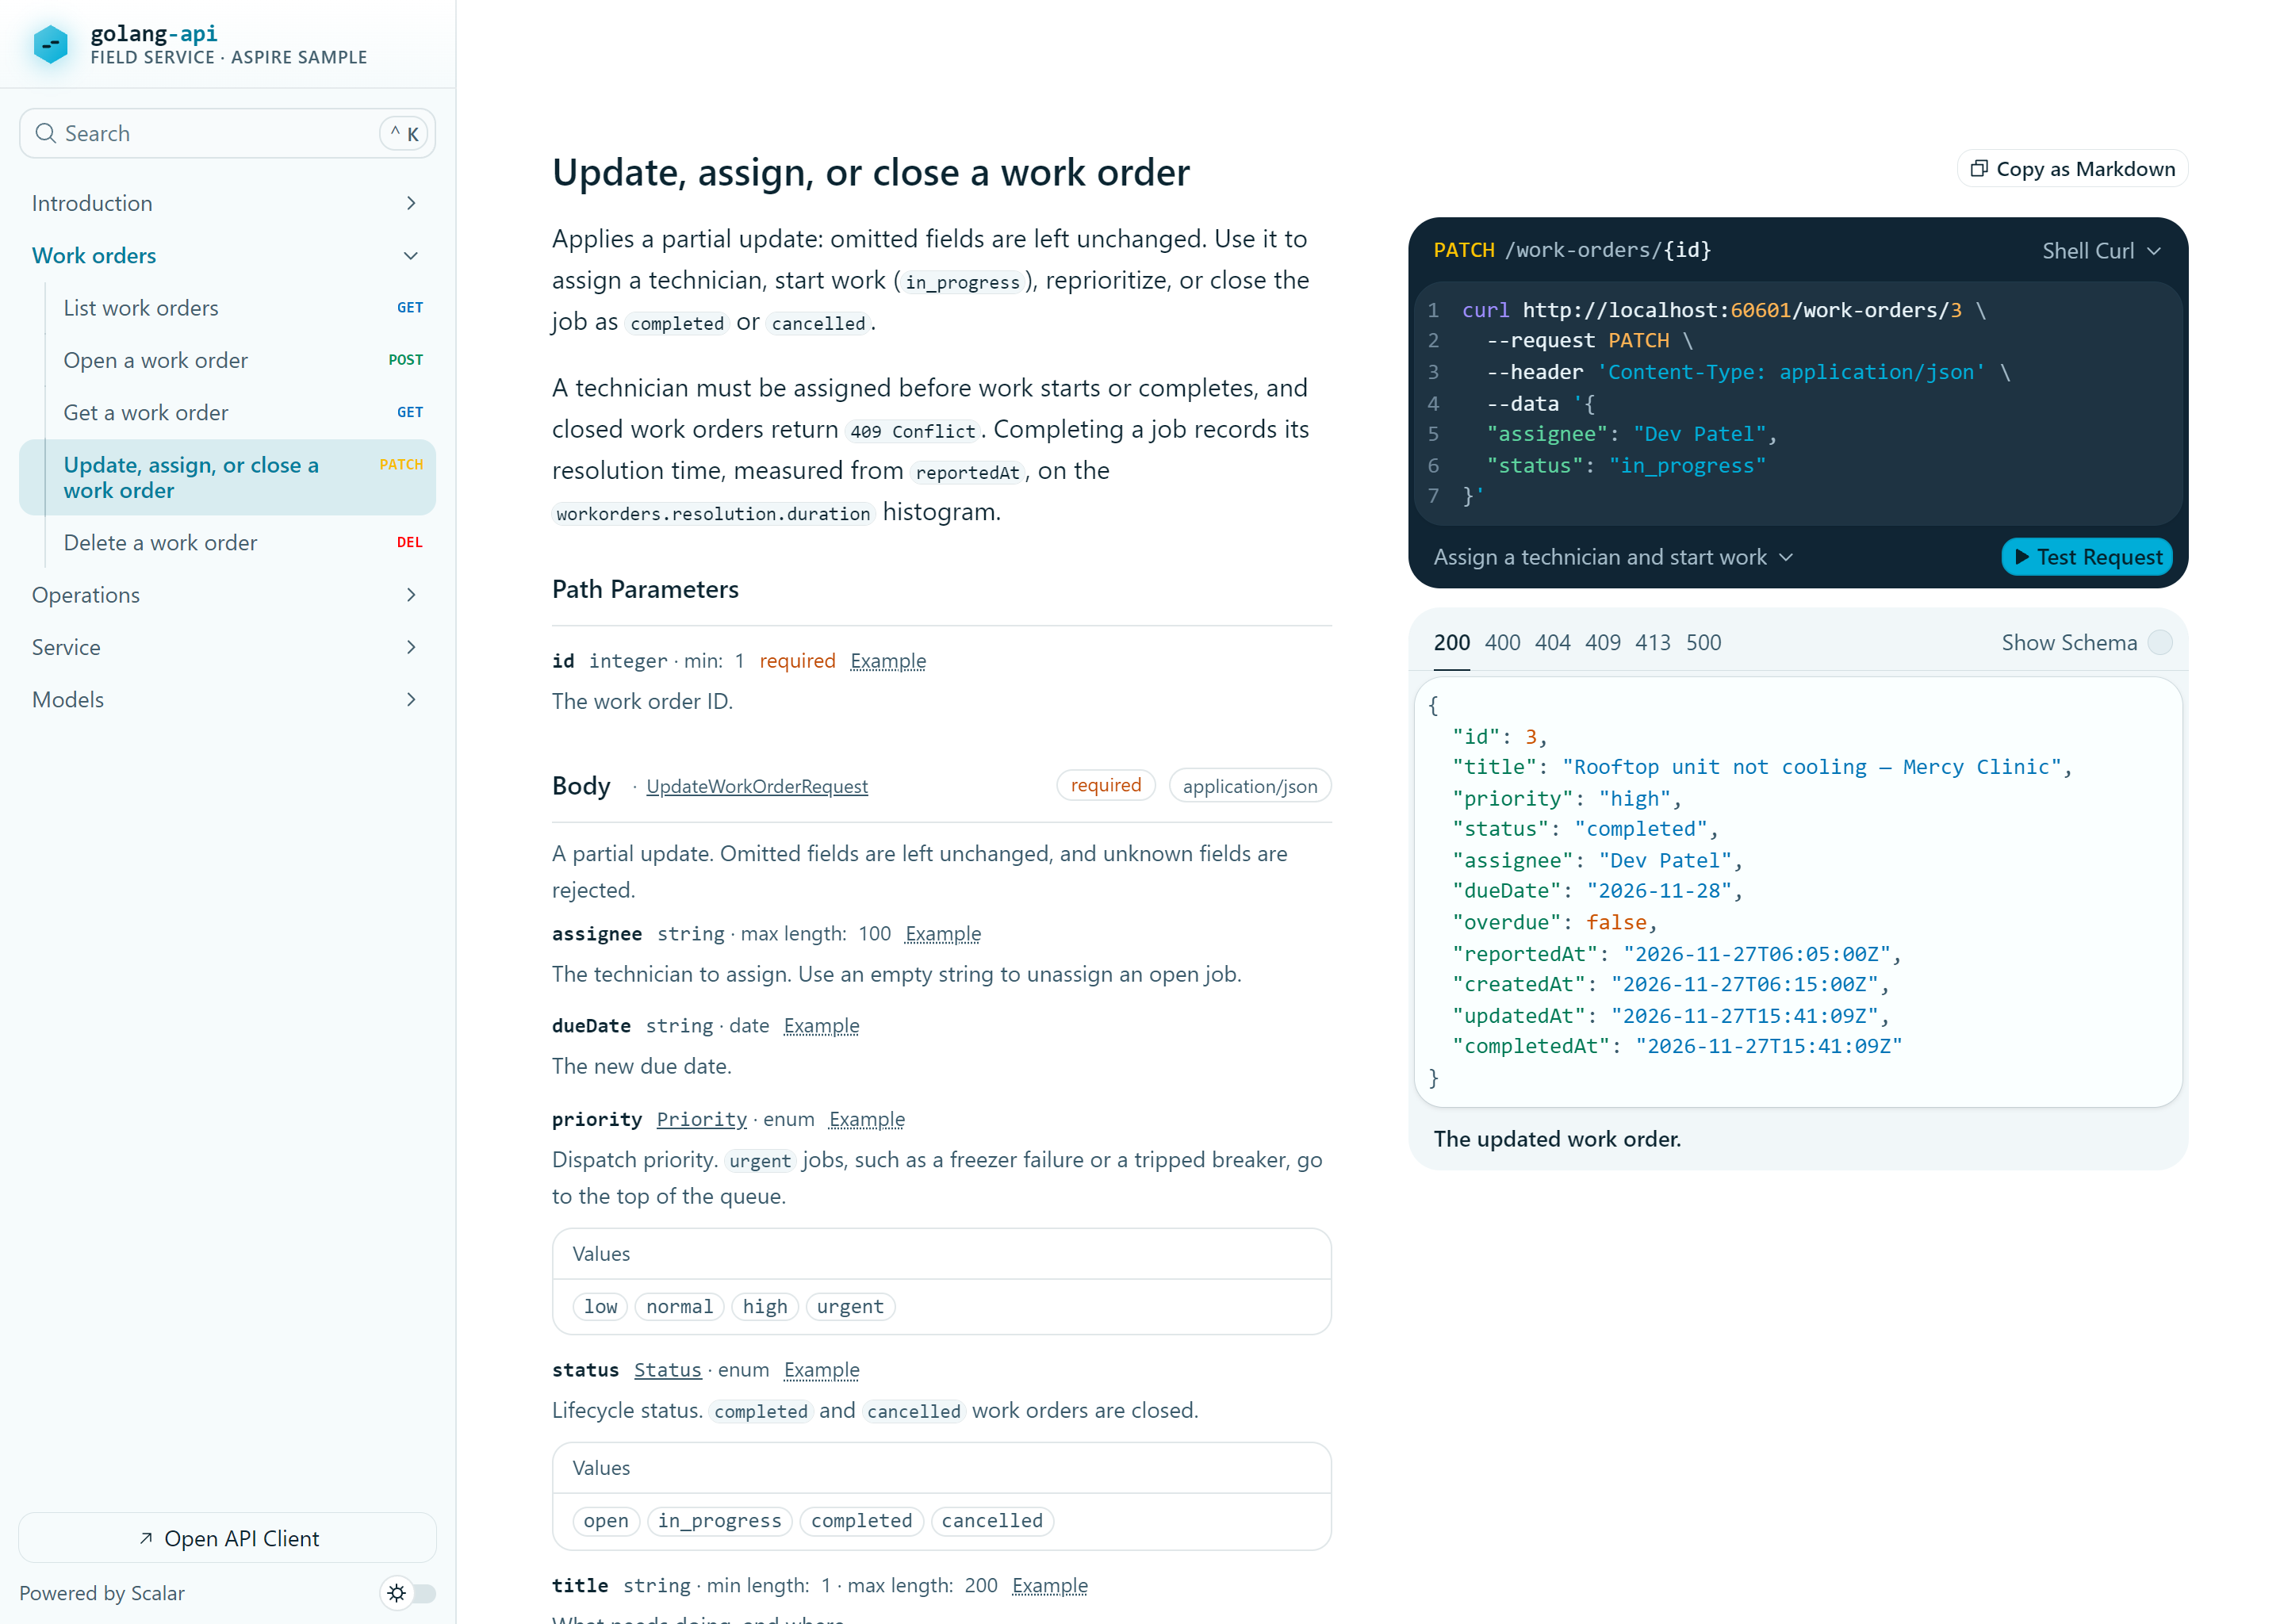 golang-api
FIELD SERVICE · ASPIRE SAMPLE
Search
^ K
Introduction
Work orders
List work orders GET
Open a work order POST
Get a work order GET
Update, assign, or close a PATCH
work order
Delete a work order DEL
Operations
Service
Models
Open API Client
Powered by Scalar
Update, assign, or close a work order
Applies a partial update: omitted fields are left unchanged. Use it to
assign a technician, start work (in_progress), reprioritize, or close the
job as completed or cancelled.
A technician must be assigned before work starts or completes, and
closed work orders return 409 Conflict. Completing a job records its
resolution time, measured from reportedAt, on the
workorders.resolution.duration histogram.
Path Parameters
id integer · min: 1 required Example
The work order ID.
Body · UpdateWorkOrderRequest required application/json
A partial update. Omitted fields are left unchanged, and unknown fields are
rejected.
assignee string · max length: 100 Example
The technician to assign. Use an empty string to unassign an open job.
dueDate string · date Example
The new due date.
priority Priority · enum Example
Dispatch priority. urgent jobs, such as a freezer failure or a tripped breaker, go
to the top of the queue.
Values
low normal high urgent
status Status · enum Example
Lifecycle status. completed and cancelled work orders are closed.
Values
open in_progress completed cancelled
title string · min length: 1 · max length: 200 Example
What needs doing, and where.
Copy as Markdown
PATCH /work-orders/{id} Shell Curl
1 curl http://localhost:60601/work-orders/3 \
2 --request PATCH \
3 --header 'Content-Type: application/json' \
4 --data '{
5 "assignee": "Dev Patel",
6 "status": "in_progress"
7 }'
Assign a technician and start work Test Request
200 400 404 409 413 500 Show Schema
{
"id": 3,
"title": "Rooftop unit not cooling — Mercy Clinic",
"priority": "high",
"status": "completed",
"assignee": "Dev Patel",
"dueDate": "2026-11-28",
"overdue": false,
"reportedAt": "2026-11-27T06:05:00Z",
"createdAt": "2026-11-27T06:15:00Z",
"updatedAt": "2026-11-27T15:41:09Z",
"completedAt": "2026-11-27T15:41:09Z"
}
The updated work order.